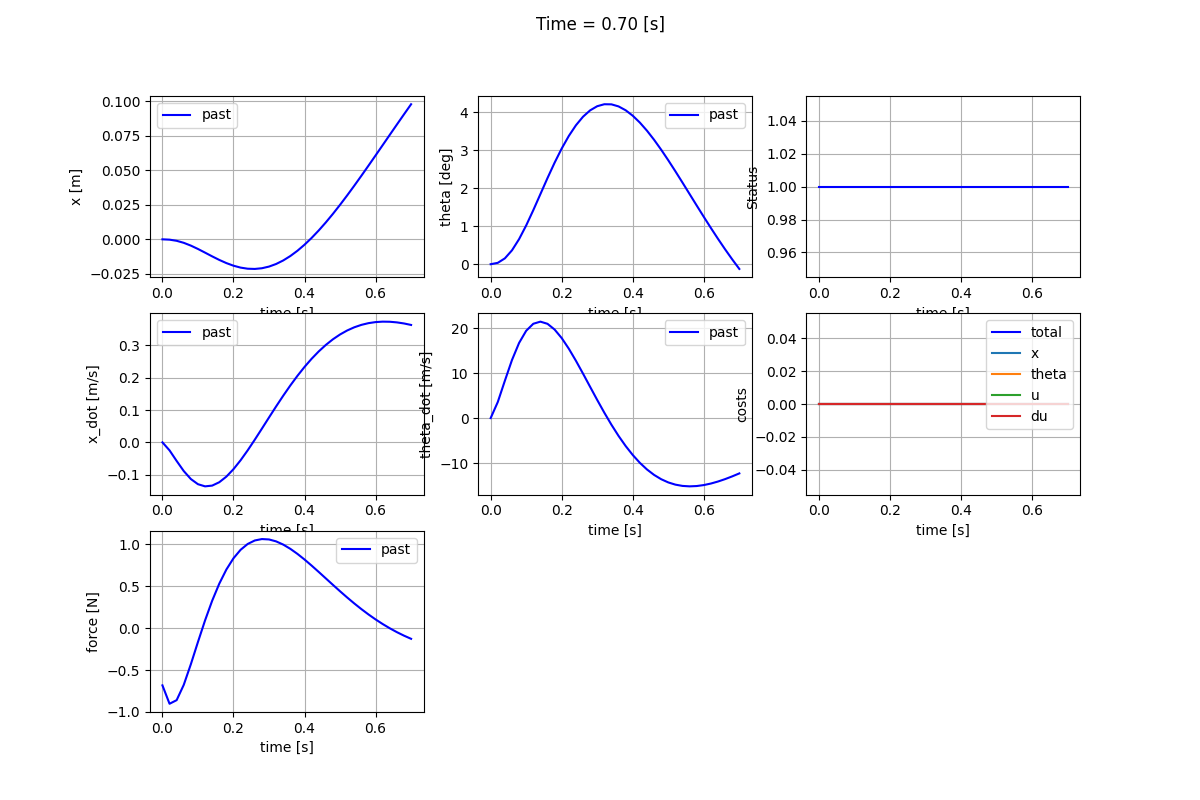 Time = 0.70 [s]
x [m]
0.100
0.075
0.050
0.025
0.000
−0.025
past
0.0 0.2 0.4 0.6
time [s]
theta [deg]
4
3
2
1
0
past
0.0 0.2 0.4 0.6
time [s]
Status
1.04
1.02
1.00
0.98
0.96
0.0 0.2 0.4 0.6
time [s]
x_dot [m/s]
0.3
0.2
0.1
0.0
−0.1
past
0.0 0.2 0.4 0.6
time [s]
theta_dot [m/s]
20
10
0
−10
past
0.0 0.2 0.4 0.6
time [s]
costs
0.04
0.02
0.00
−0.02
−0.04
total
x
theta
u
du
0.0 0.2 0.4 0.6
time [s]
force [N]
1.0
0.5
0.0
−0.5
−1.0
past
0.0 0.2 0.4 0.6
time [s]